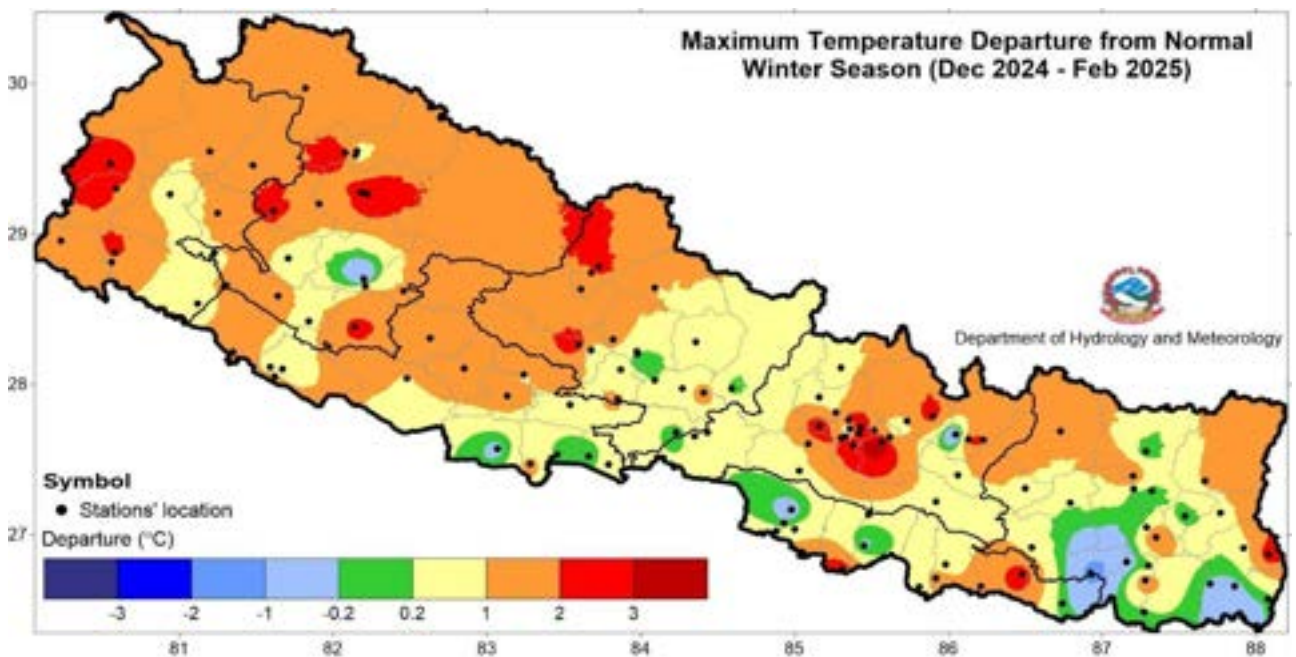 Maximum Temperature Departure from Normal
Winter Season (Dec 2024 - Feb 2025)
30
29
28
27
Department of Hydrology and Meteorology
Symbol
Stations' location
Departure (°C)
-3 -2 -1 -0.2 0.2 1 2 3
81 82 83 84 85 86 87 88